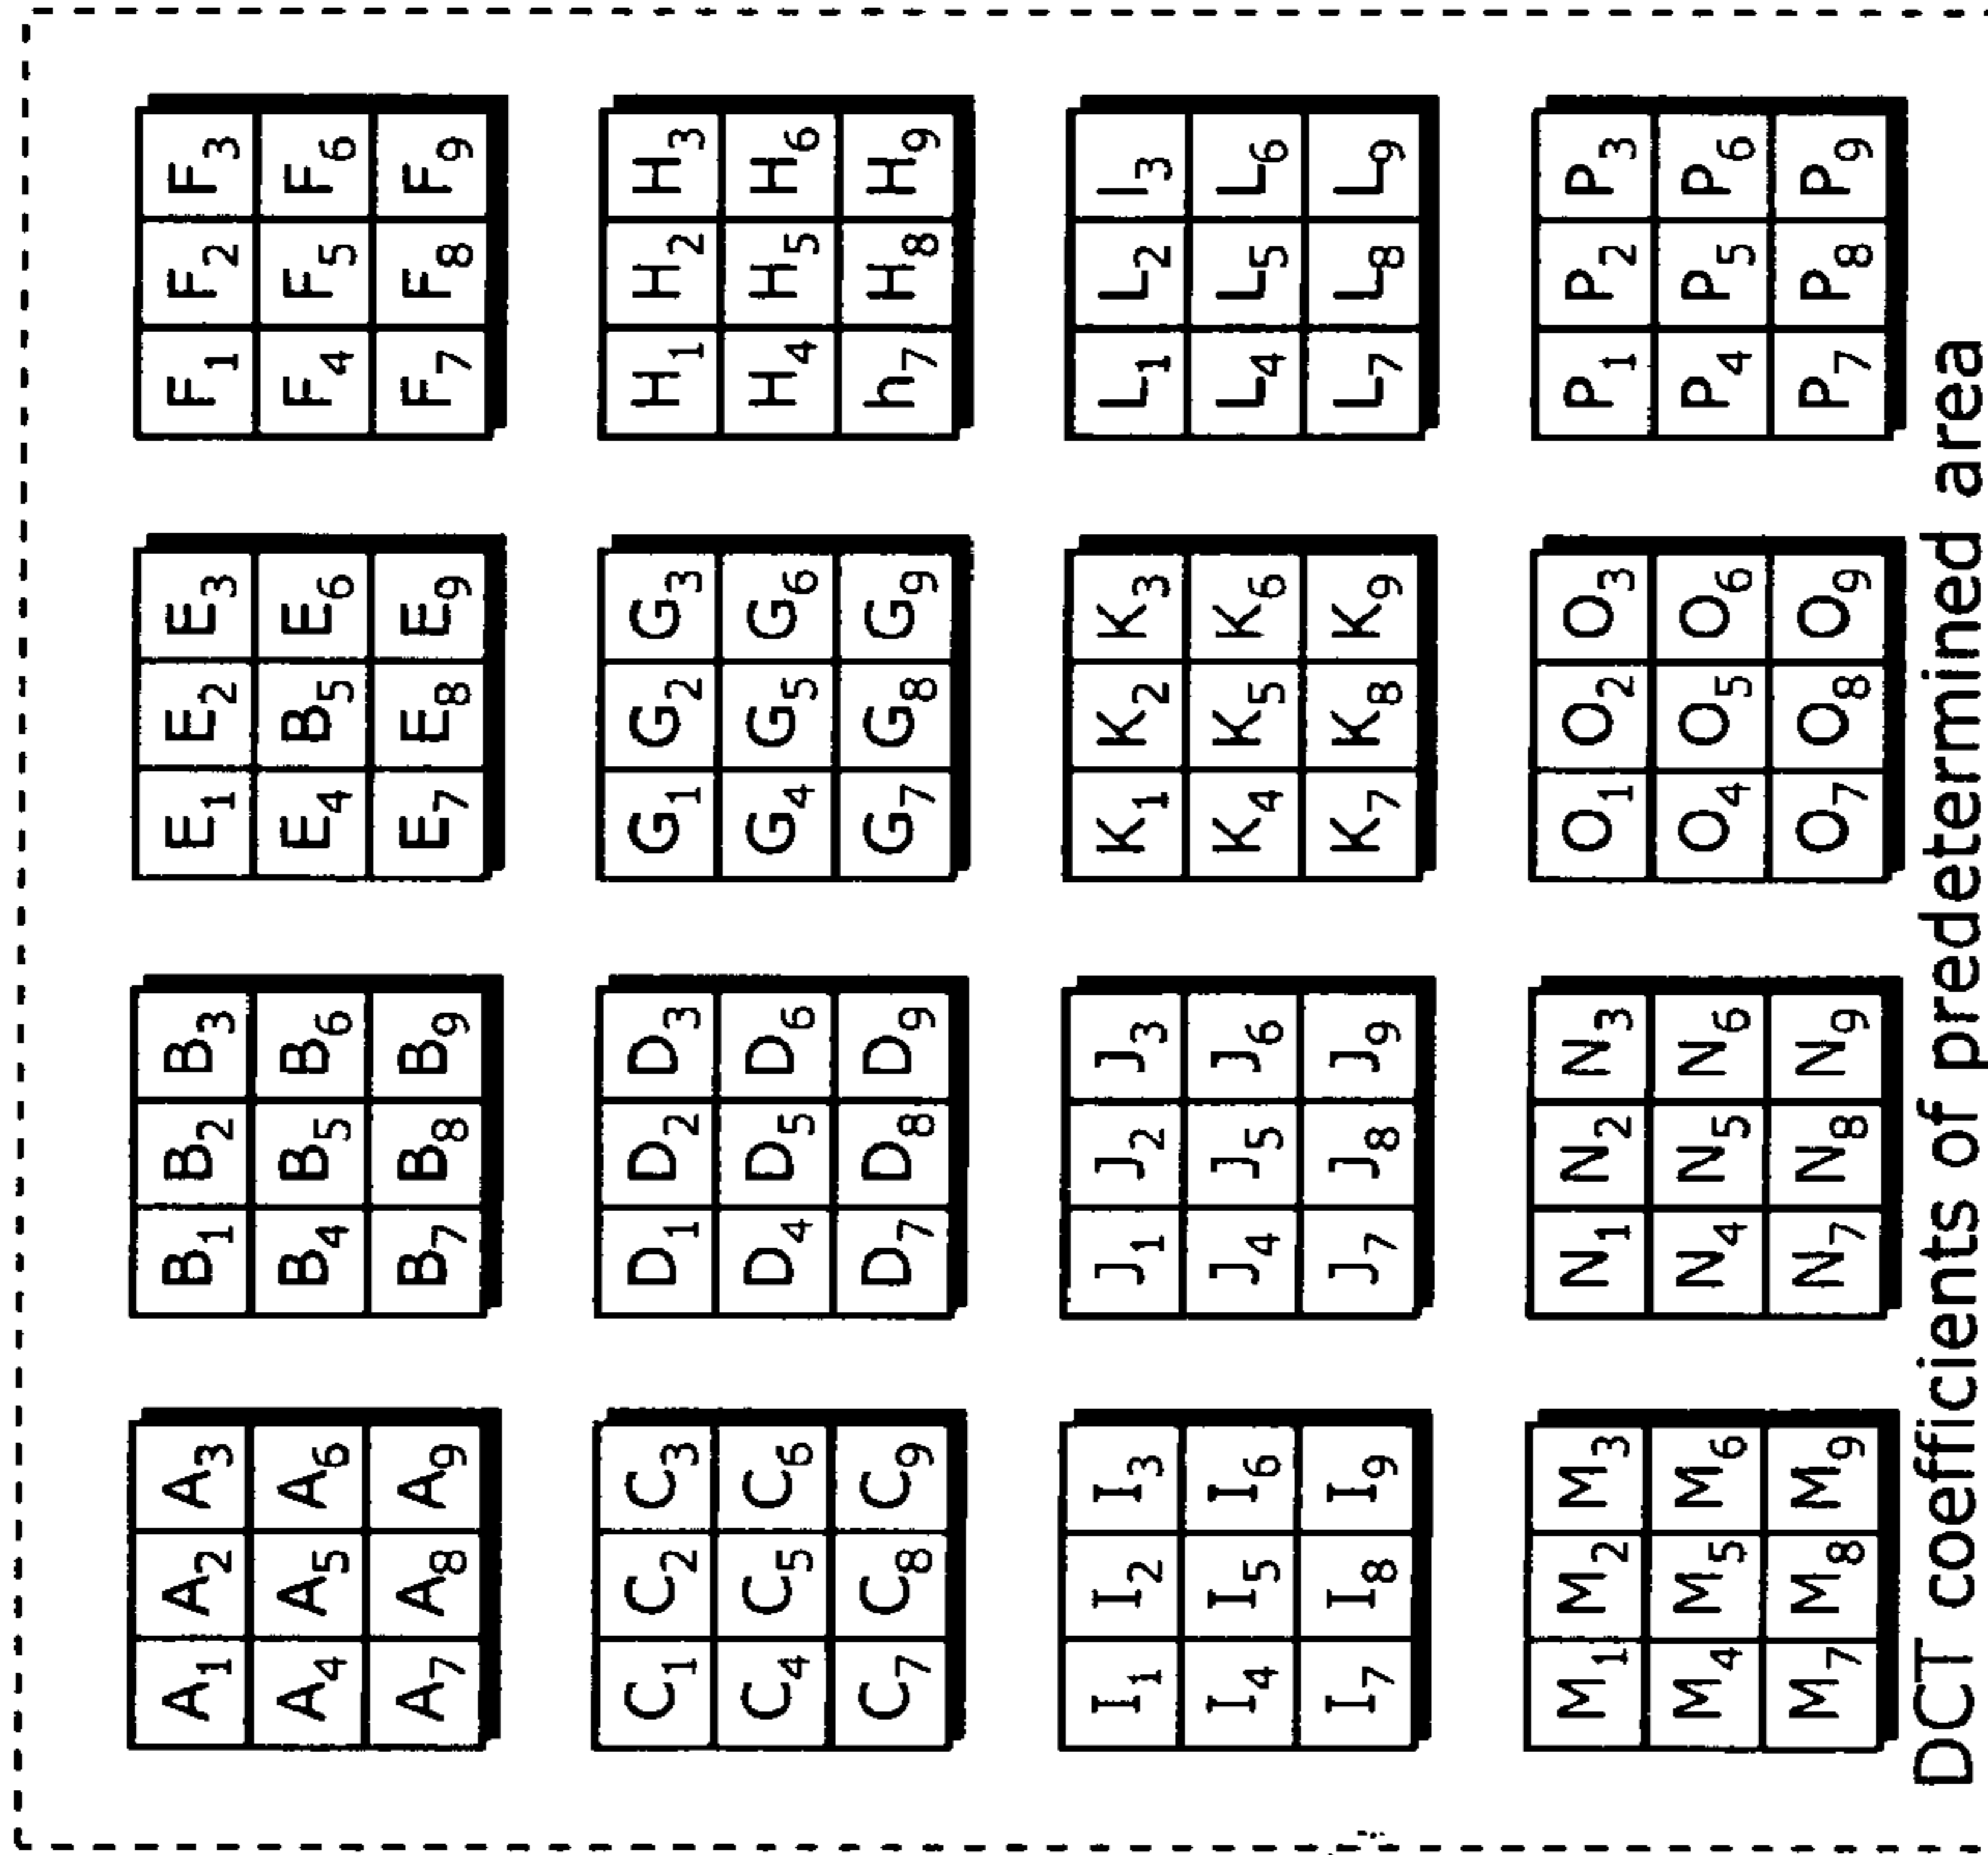 A₁ A₂ A₃ B₁ B₂ B₃ E₁ E₂ E₃ F₁ F₂ F₃
A₄ A₅ A₆ B₄ B₅ B₆ E₄ B₅ E₆ F₄ F₅ F₆
A₇ A₈ A₉ B₇ B₈ B₉ E₇ E₈ E₉ F₇ F₈ F₉
C₁ C₂ C₃ D₁ D₂ D₃ G₁ G₂ G₃ H₁ H₂ H₃
C₄ C₅ C₆ D₄ D₅ D₆ G₄ G₅ G₆ H₄ H₅ H₆
C₇ C₈ C₉ D₇ D₈ D₉ G₇ G₈ G₉ h₇ H₈ H₉
I₁ I₂ I₃ J₁ J₂ J₃ K₁ K₂ K₃ L₁ L₂ l₃
I₄ I₅ I₆ J₄ J₅ J₆ K₄ K₅ K₆ L₄ L₅ L₆
I₇ I₈ I₉ J₇ J₈ J₉ K₇ K₈ K₉ L₇ L₈ L₉
M₁ M₂ M₃ N₁ N₂ N₃ O₁ O₂ O₃ P₁ P₂ P₃
M₄ M₅ M₆ N₄ N₅ N₆ O₄ O₅ O₆ P₄ P₅ P₆
M₇ M₈ M₉ N₇ N₈ N₉ O₇ O₈ O₉ P₇ P₈ P₉
DCT coefficients of predetermined area